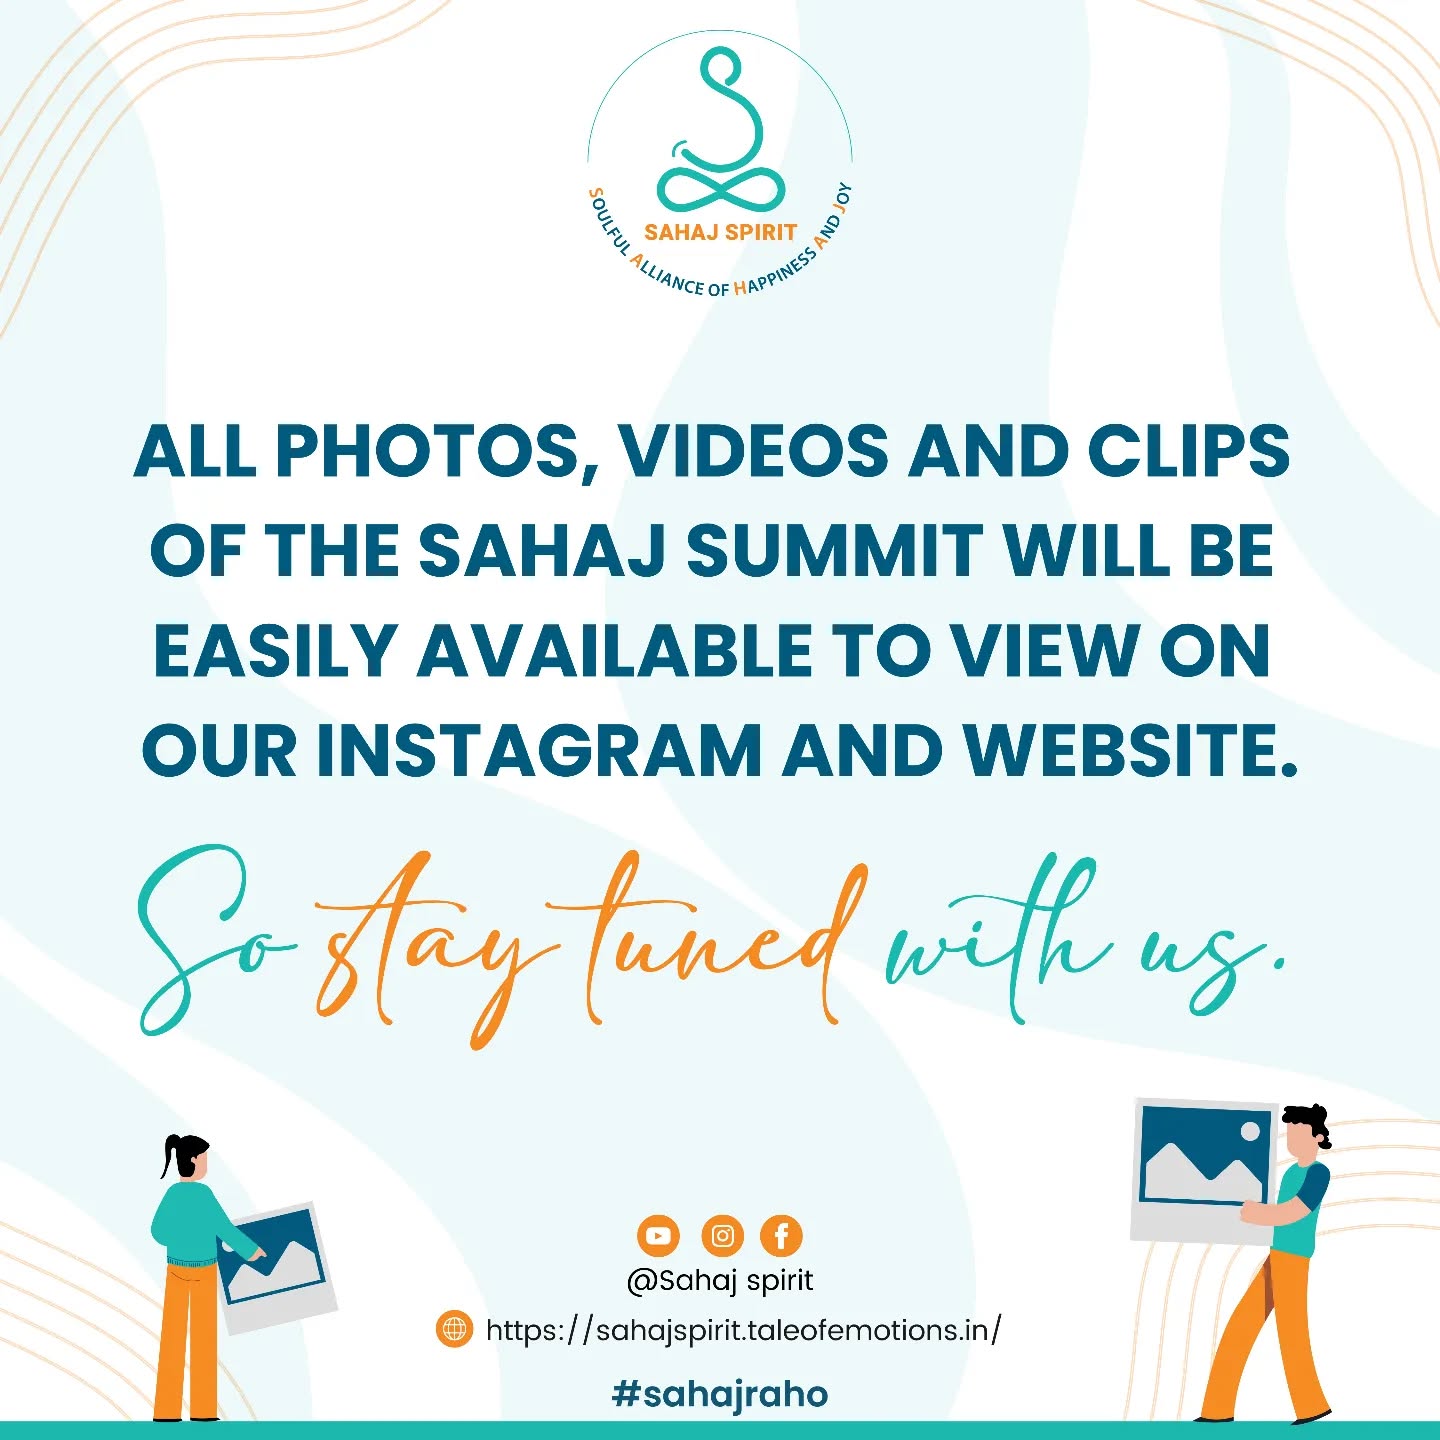 SAHAJ SPIRIT
SOULFUL ALLIANCE OF HAPPINESS AND JOY
ALL PHOTOS, VIDEOS AND CLIPS
OF THE SAHAJ SUMMIT WILL BE
EASILY AVAILABLE TO VIEW ON
OUR INSTAGRAM AND WEBSITE.
So stay tuned with us.
@Sahaj spirit
https://sahajspirit.taleofemotions.in/
#sahajraho